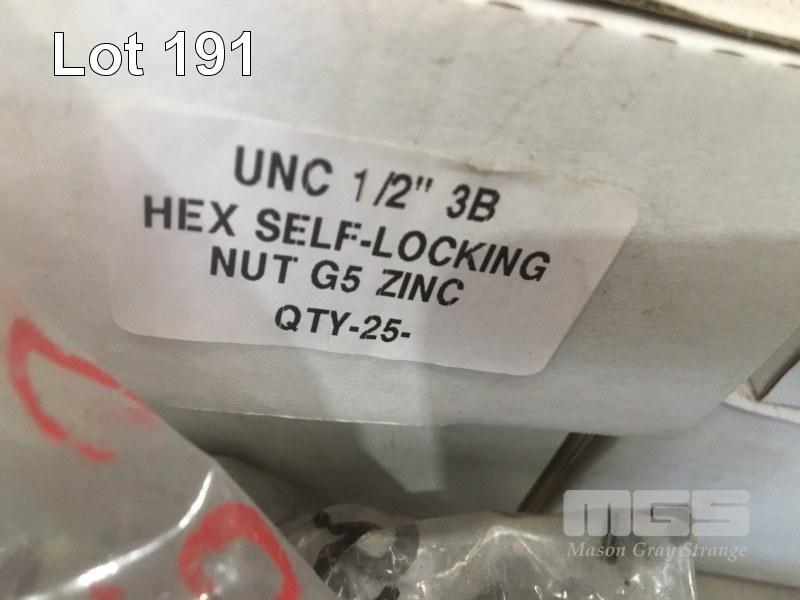 Lot 191
UNC 1/2" 3B
HEX SELF-LOCKING
NUT G5 ZINC
QTY-25-
MGS
Mason Gray Strange